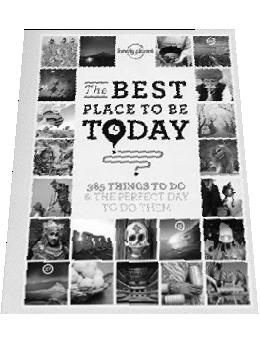 lonely planet
The BEST
PLACE TO BE
TODAY
365 THINGS TO DO
& THE PERFECT DAY
TO DO THEM